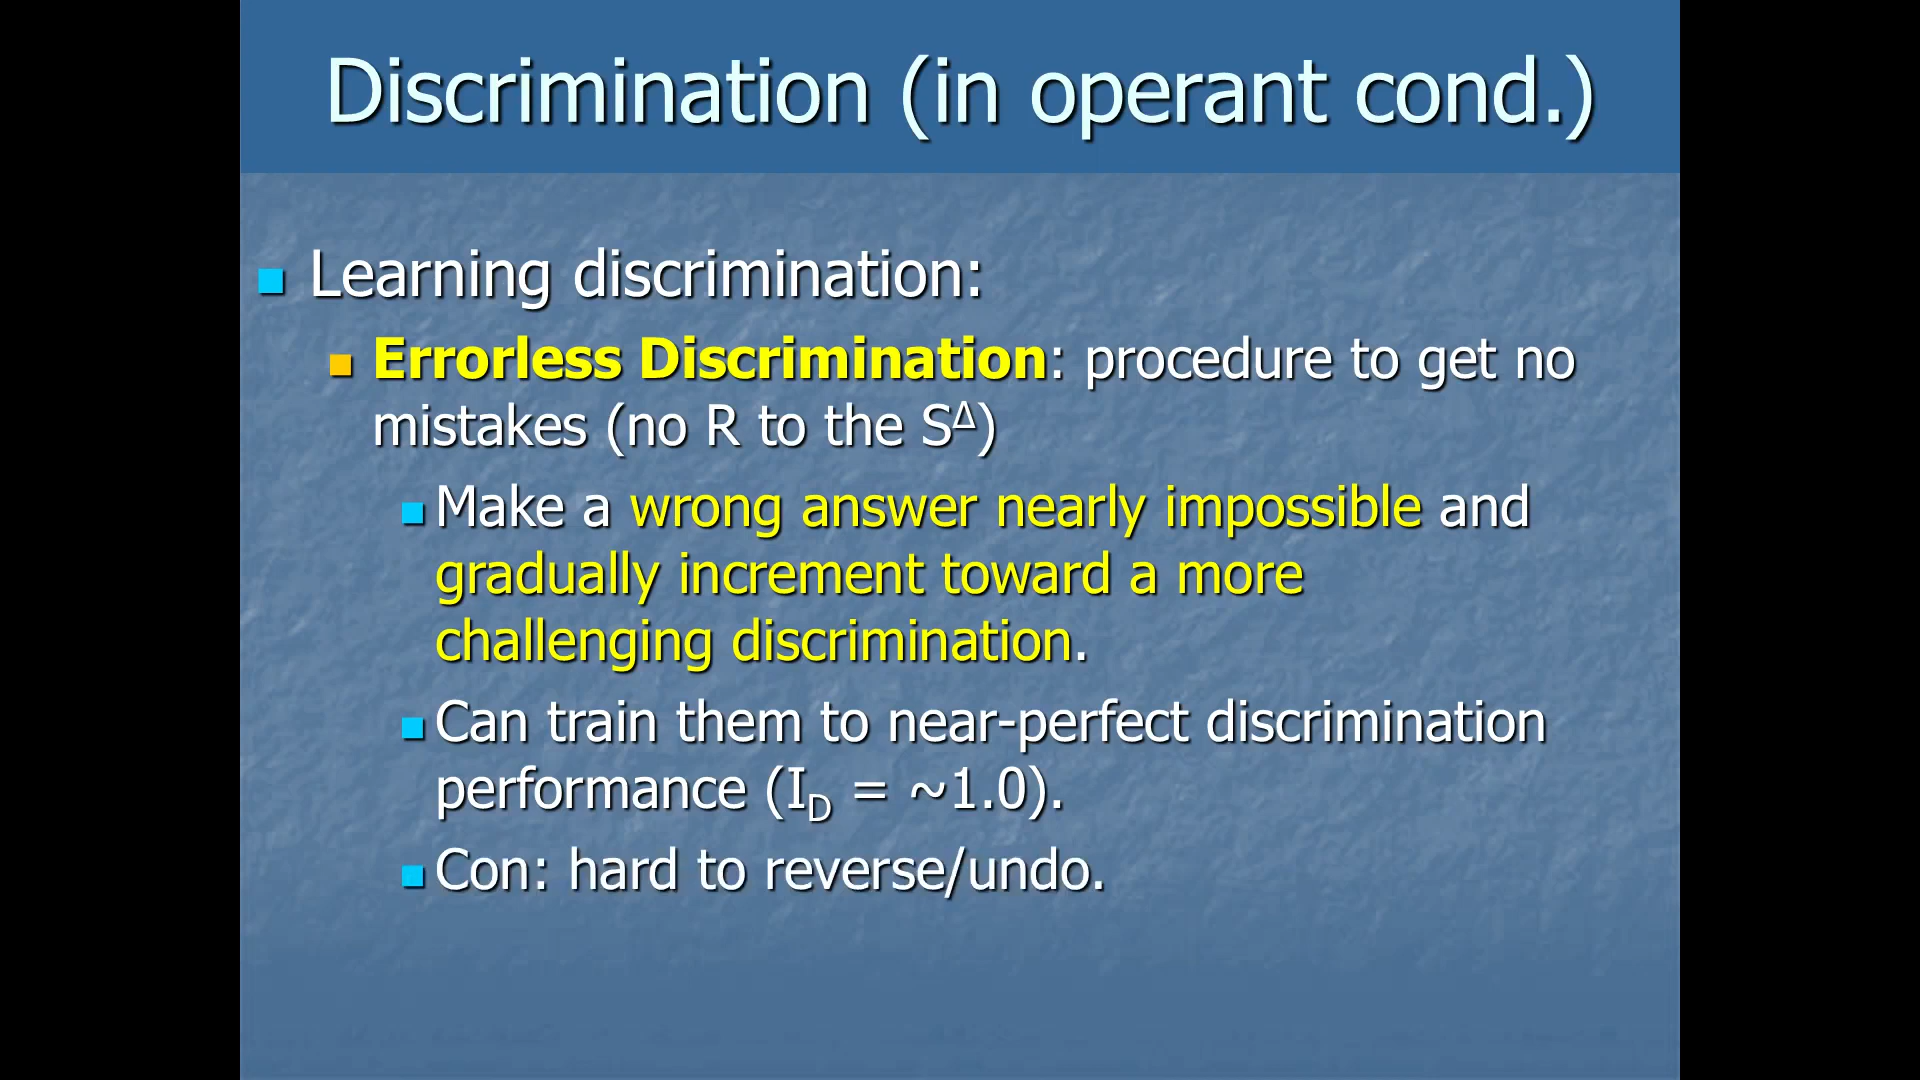 Discrimination (in operant cond.)
Learning discrimination:
Errorless Discrimination: procedure to get no
mistakes (no R to the S^Δ)
Make a wrong answer nearly impossible and
gradually increment toward a more
challenging discrimination.
Can train them to near-perfect discrimination
performance (I_D = ~1.0).
Con: hard to reverse/undo.